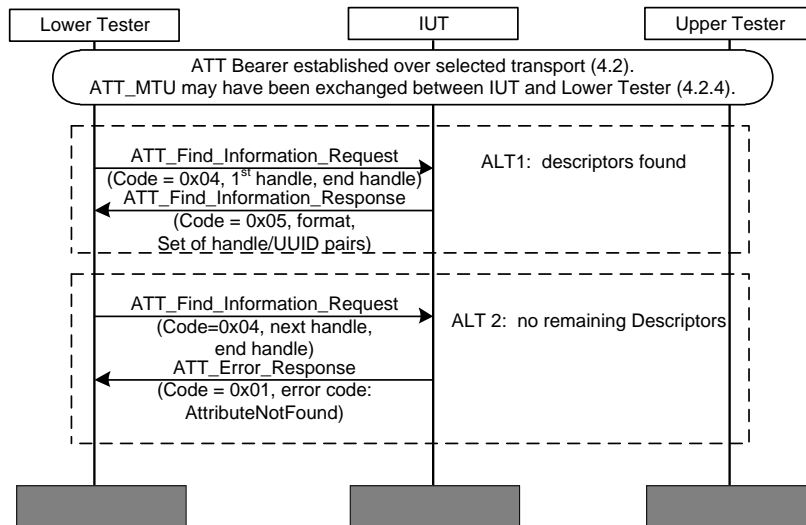 Lower Tester
IUT
Upper Tester
ATT Bearer established over selected transport (4.2).
ATT_MTU may have been exchanged between IUT and Lower Tester (4.2.4).
ATT_Find_Information_Request
(Code = 0x04, 1st handle, end handle)
ALT1:  descriptors found
ATT_Find_Information_Response
(Code = 0x05, format,
Set of handle/UUID pairs)
ATT_Find_Information_Request
(Code=0x04, next handle,
end handle)
ALT 2:  no remaining Descriptors
ATT_Error_Response
(Code = 0x01, error code:
AttributeNotFound)